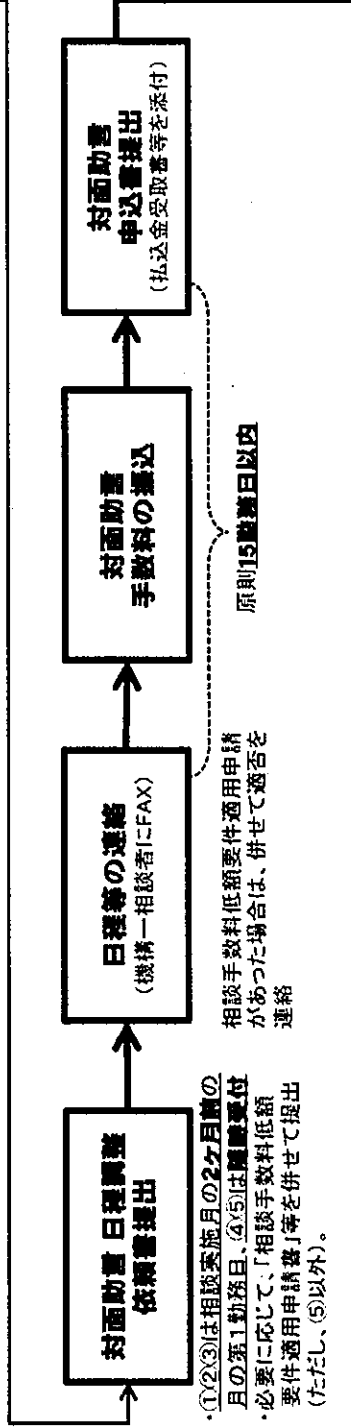 対面助言 日程調整
依頼書提出
・①②③は相談実施月の2ヶ月前の
月の第1勤務日、④⑤は随時受付
必要に応じて、「相談手数料低額
要件適用申請書」等を併せて提出
(ただし、⑤以外)。
日程等の連絡
(機構→相談者にFAX)
相談手数料低額要件適用申請
があった場合は、併せて適否を
連絡
対面助言
手数料の振込
対面助言
申込書提出
(払込金受取書等を添付)
原則15勤務日以内